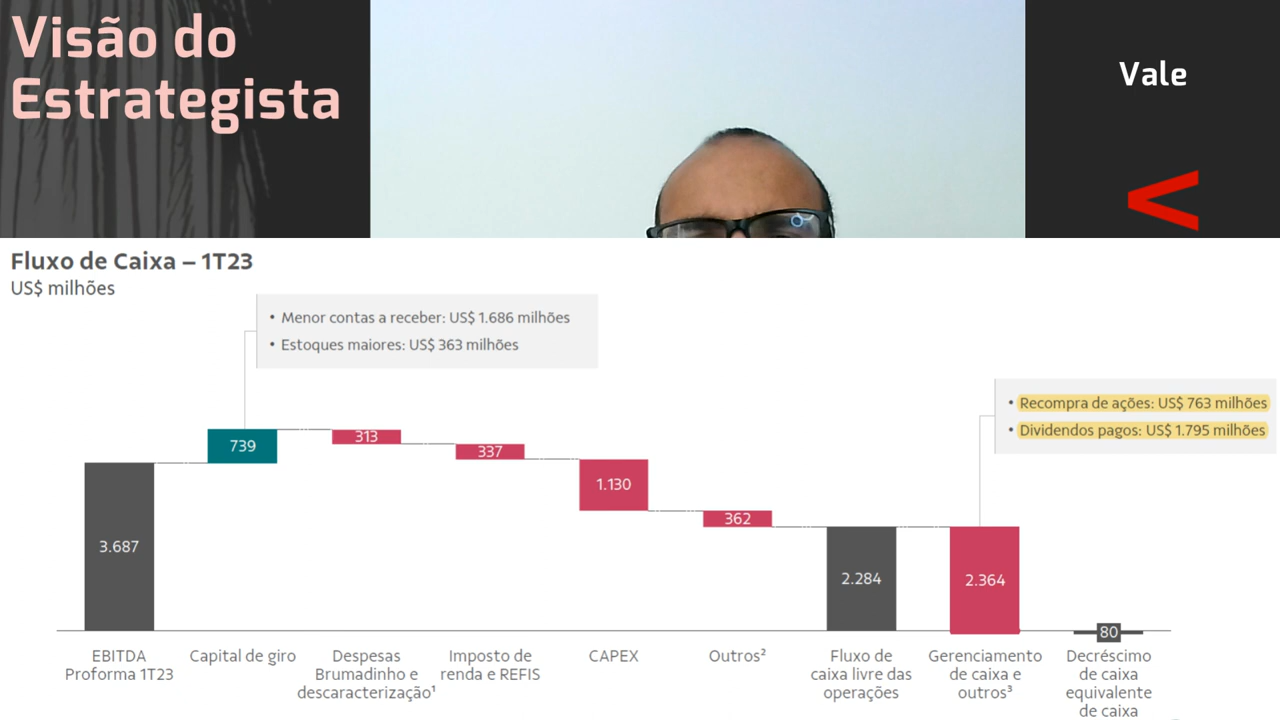 Visão do
Estrategista
Vale
Fluxo de Caixa – 1T23
US$ milhões
• Menor contas a receber: US$ 1.686 milhões
• Estoques maiores: US$ 363 milhões
• Recompra de ações: US$ 763 milhões
• Dividendos pagos: US$ 1.795 milhões
3.687
739
313
337
1.130
362
2.284
2.364
80
EBITDA
Proforma 1T23
Capital de giro
Despesas
Brumadinho e
descaracterização¹
Imposto de
renda e REFIS
CAPEX
Outros²
Fluxo de
caixa livre das
operações
Gerenciamento
de caixa e
outros³
Decréscimo
de caixa
equivalente
de caixa